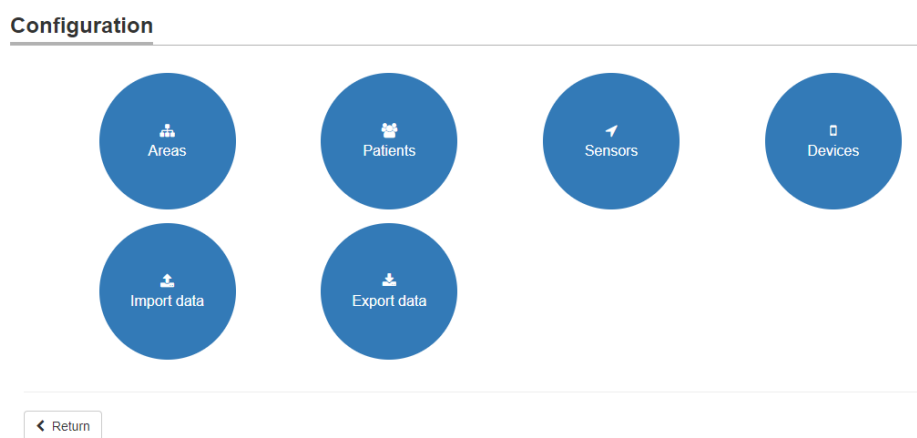 Configuration
Areas
Patients
Sensors
Devices
Import data
Export data
Return